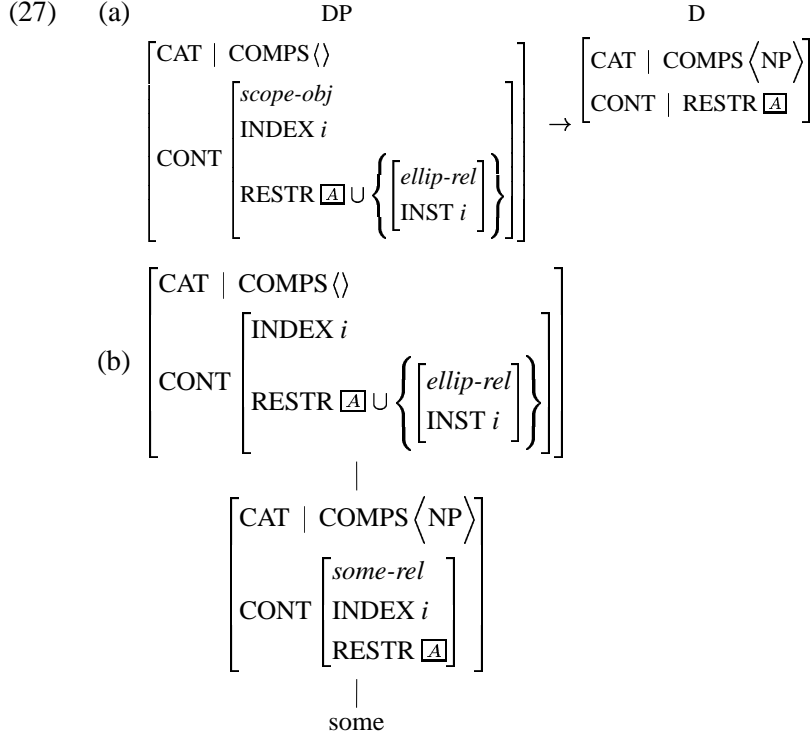 (27) (a) DP D
[CAT | COMPS⟨⟩ [CAT | COMPS⟨NP⟩
scope-obj
INDEX i
CONT → CONT | RESTR [A]]
RESTR [A] ∪ {[ellip-rel
INST i]}]
(b) [CAT | COMPS⟨⟩
INDEX i
CONT
RESTR [A] ∪ {[ellip-rel
INST i]}]
|
[CAT | COMPS⟨NP⟩
some-rel
CONT INDEX i
RESTR [A]]
|
some